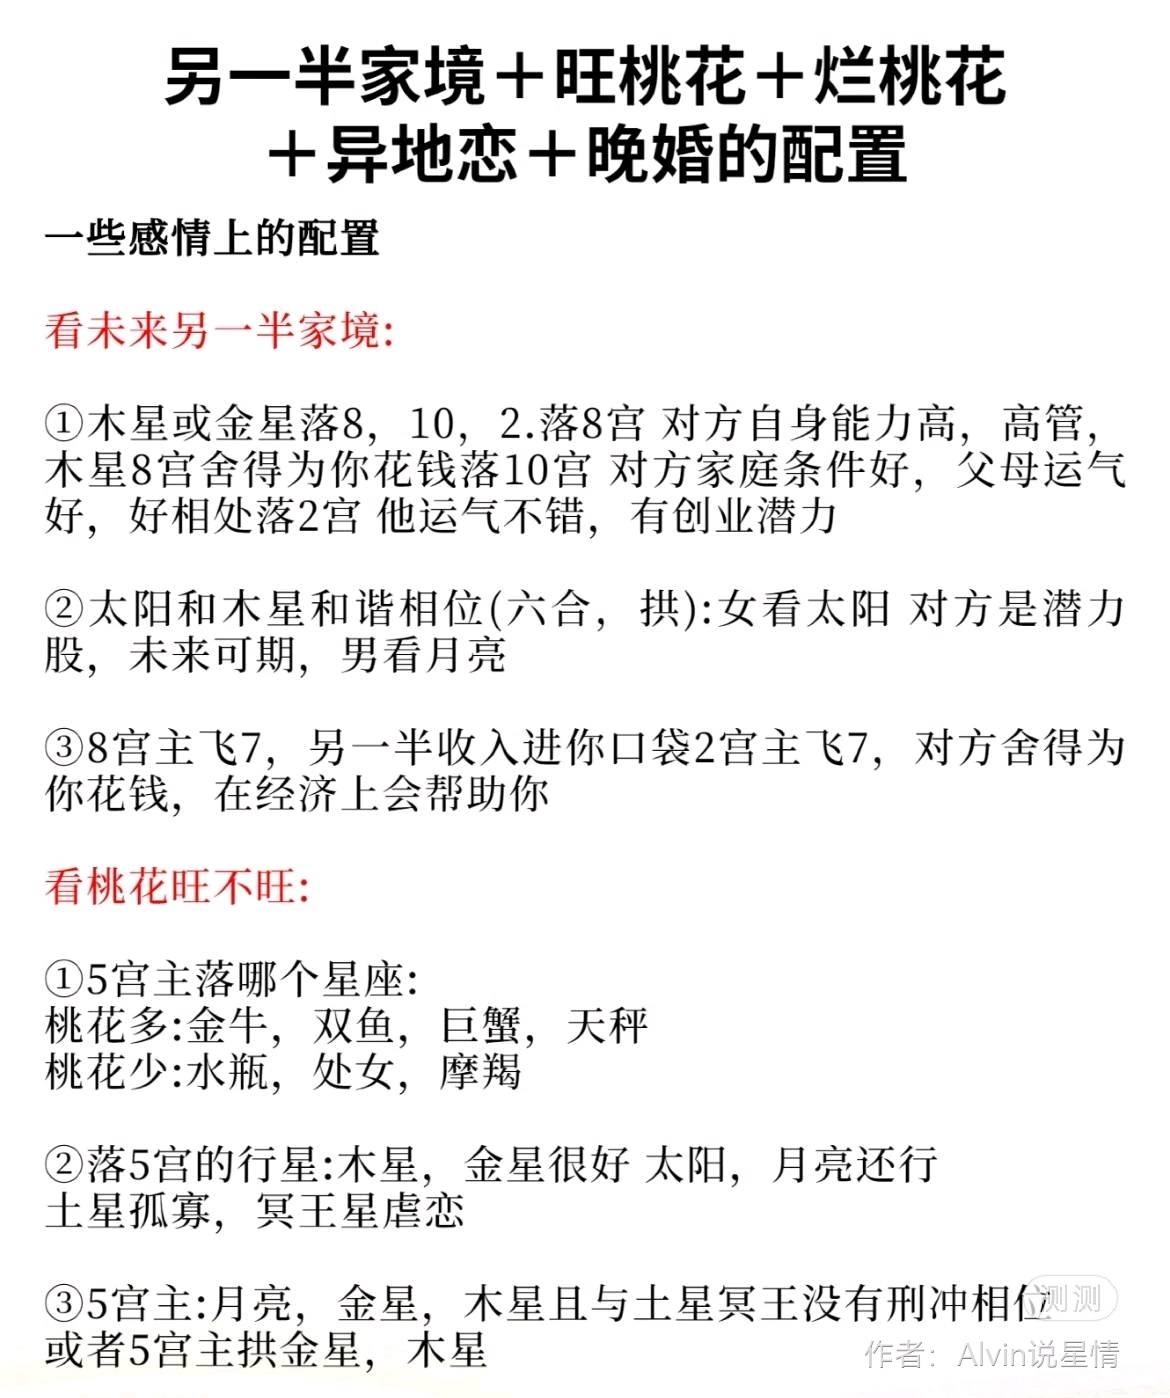 另一半家境＋旺桃花＋烂桃花
＋异地恋＋晚婚的配置
一些感情上的配置
看未来另一半家境:
①木星或金星落8，10，2.落8宫 对方自身能力高，高管，
木星8宫舍得为你花钱落10宫 对方家庭条件好，父母运气
好，好相处落2宫 他运气不错，有创业潜力
②太阳和木星和谐相位(六合，拱):女看太阳 对方是潜力
股，未来可期，男看月亮
③8宫主飞7，另一半收入进你口袋2宫主飞7，对方舍得为
你花钱，在经济上会帮助你
看桃花旺不旺:
①5宫主落哪个星座:
桃花多:金牛，双鱼，巨蟹，天秤
桃花少:水瓶，处女，摩羯
②落5宫的行星:木星，金星很好 太阳，月亮还行
土星孤寡，冥王星虐恋
③5宫主:月亮，金星，木星且与土星冥王没有刑冲相位
或者5宫主拱金星，木星
测测
作者：Alvin说星情